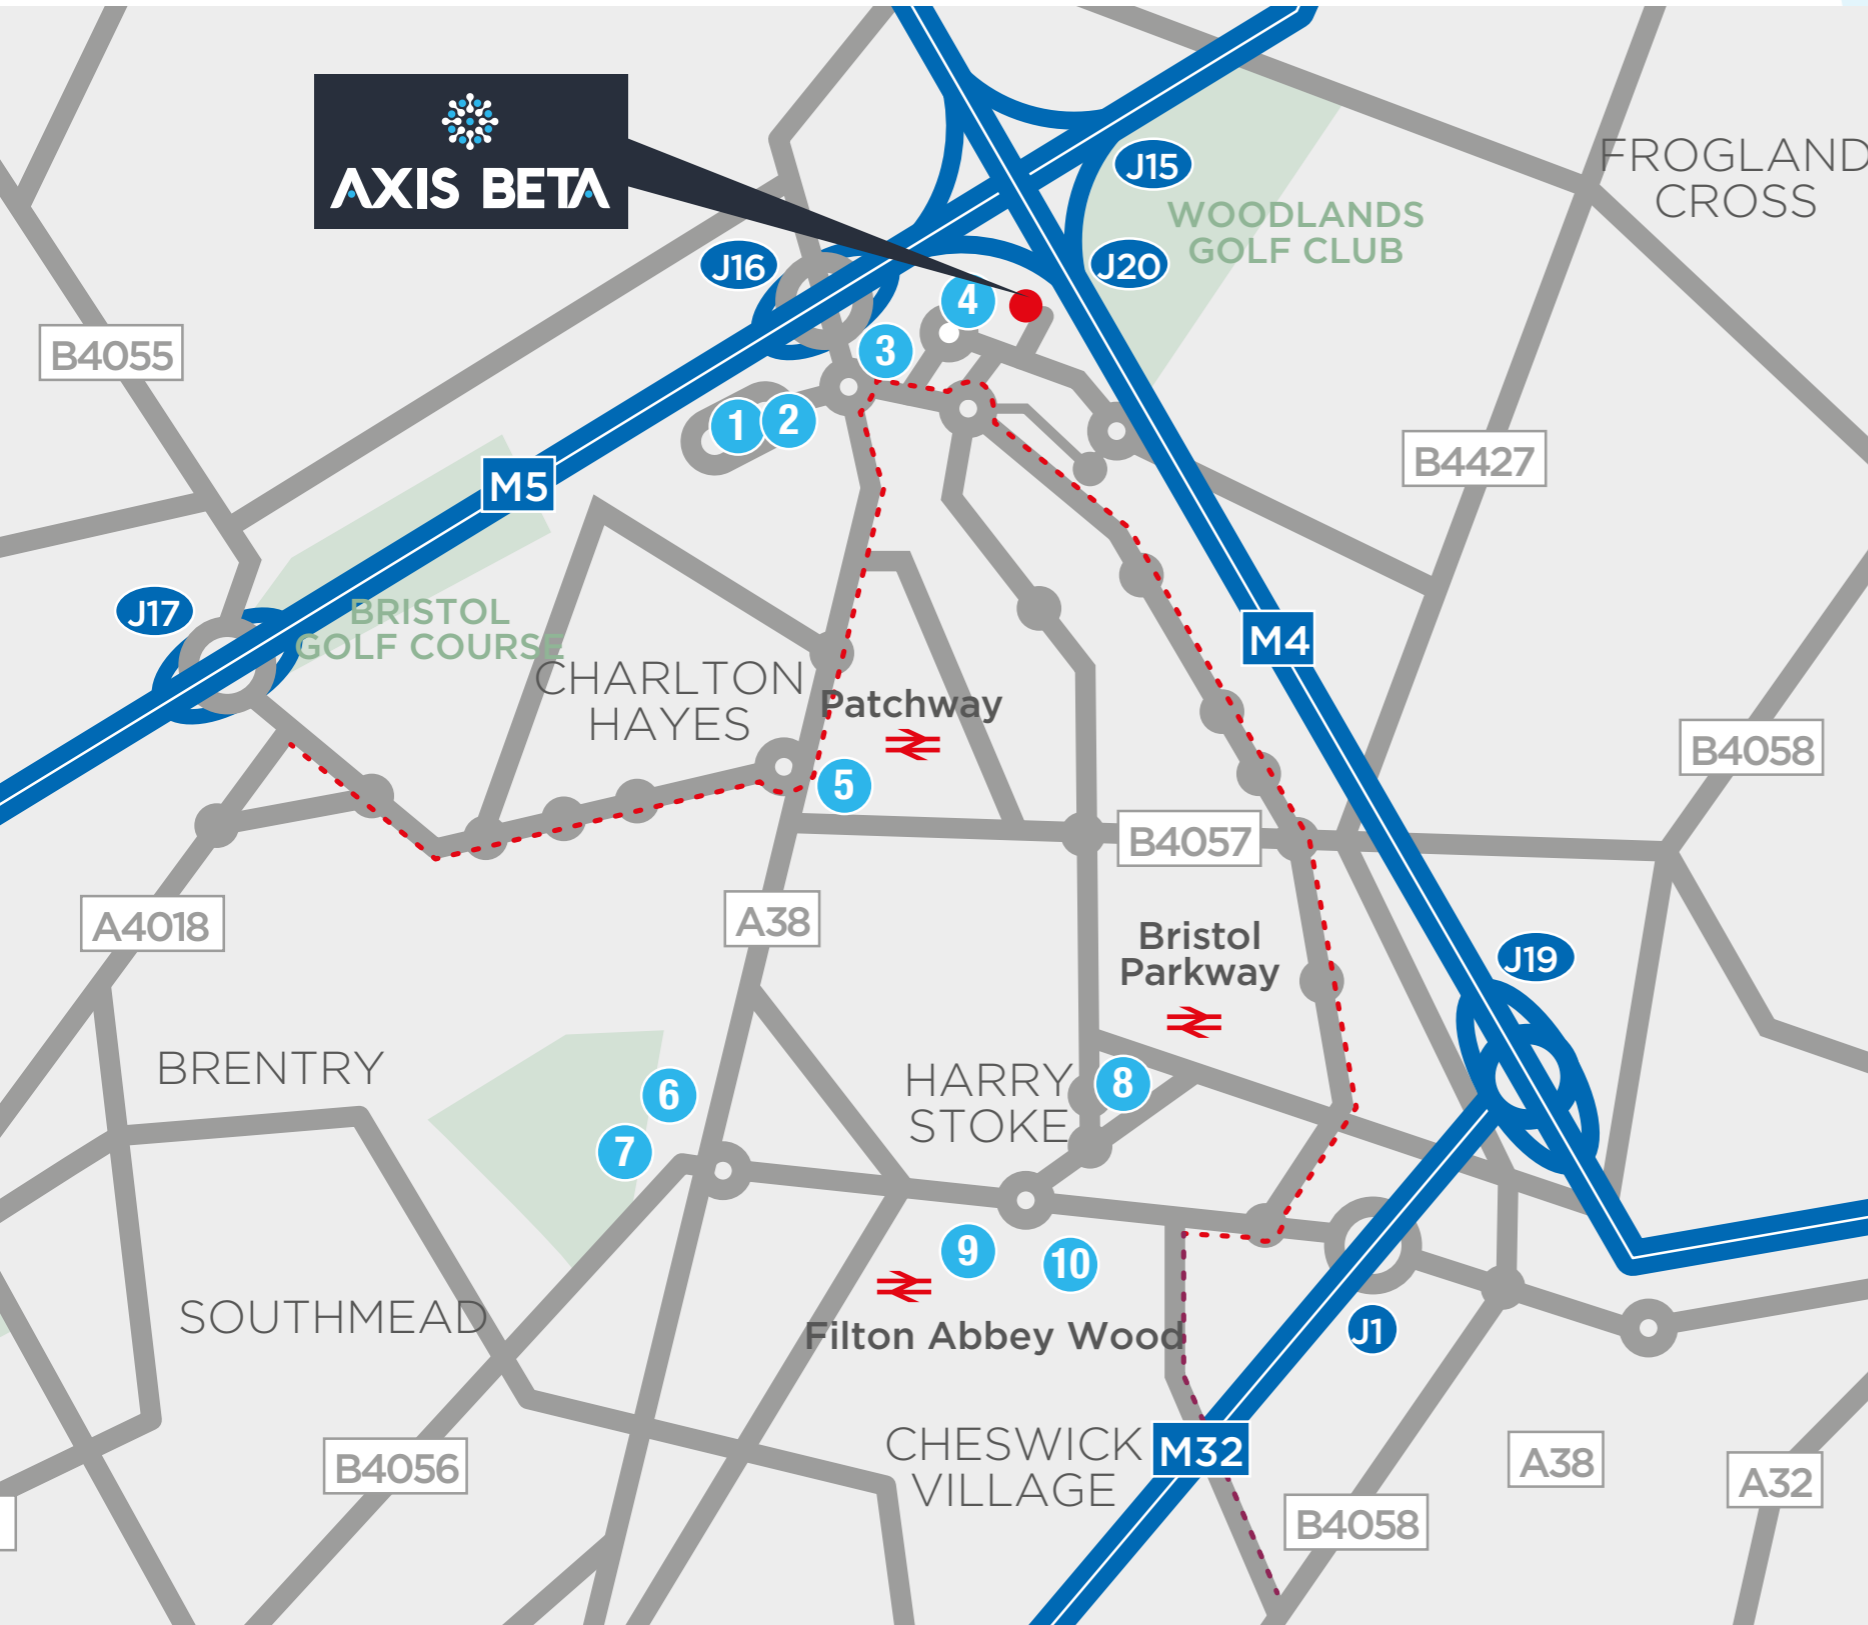 AXIS BETA
J15
FROGLAND
CROSS
WOODLANDS
GOLF CLUB
J16
J20
4
3
B4055
1
2
M5
B4427
J17
BRISTOL
GOLF COURSE
M4
CHARLTON
HAYES
Patchway
B4058
5
B4057
A4018
A38
Bristol
Parkway
J19
BRENTRY
6
HARRY
STOKE
8
7
9
10
SOUTHMEAD
Filton Abbey Wood
J1
CHESWICK
VILLAGE
M32
B4056
A38
A32
B4058